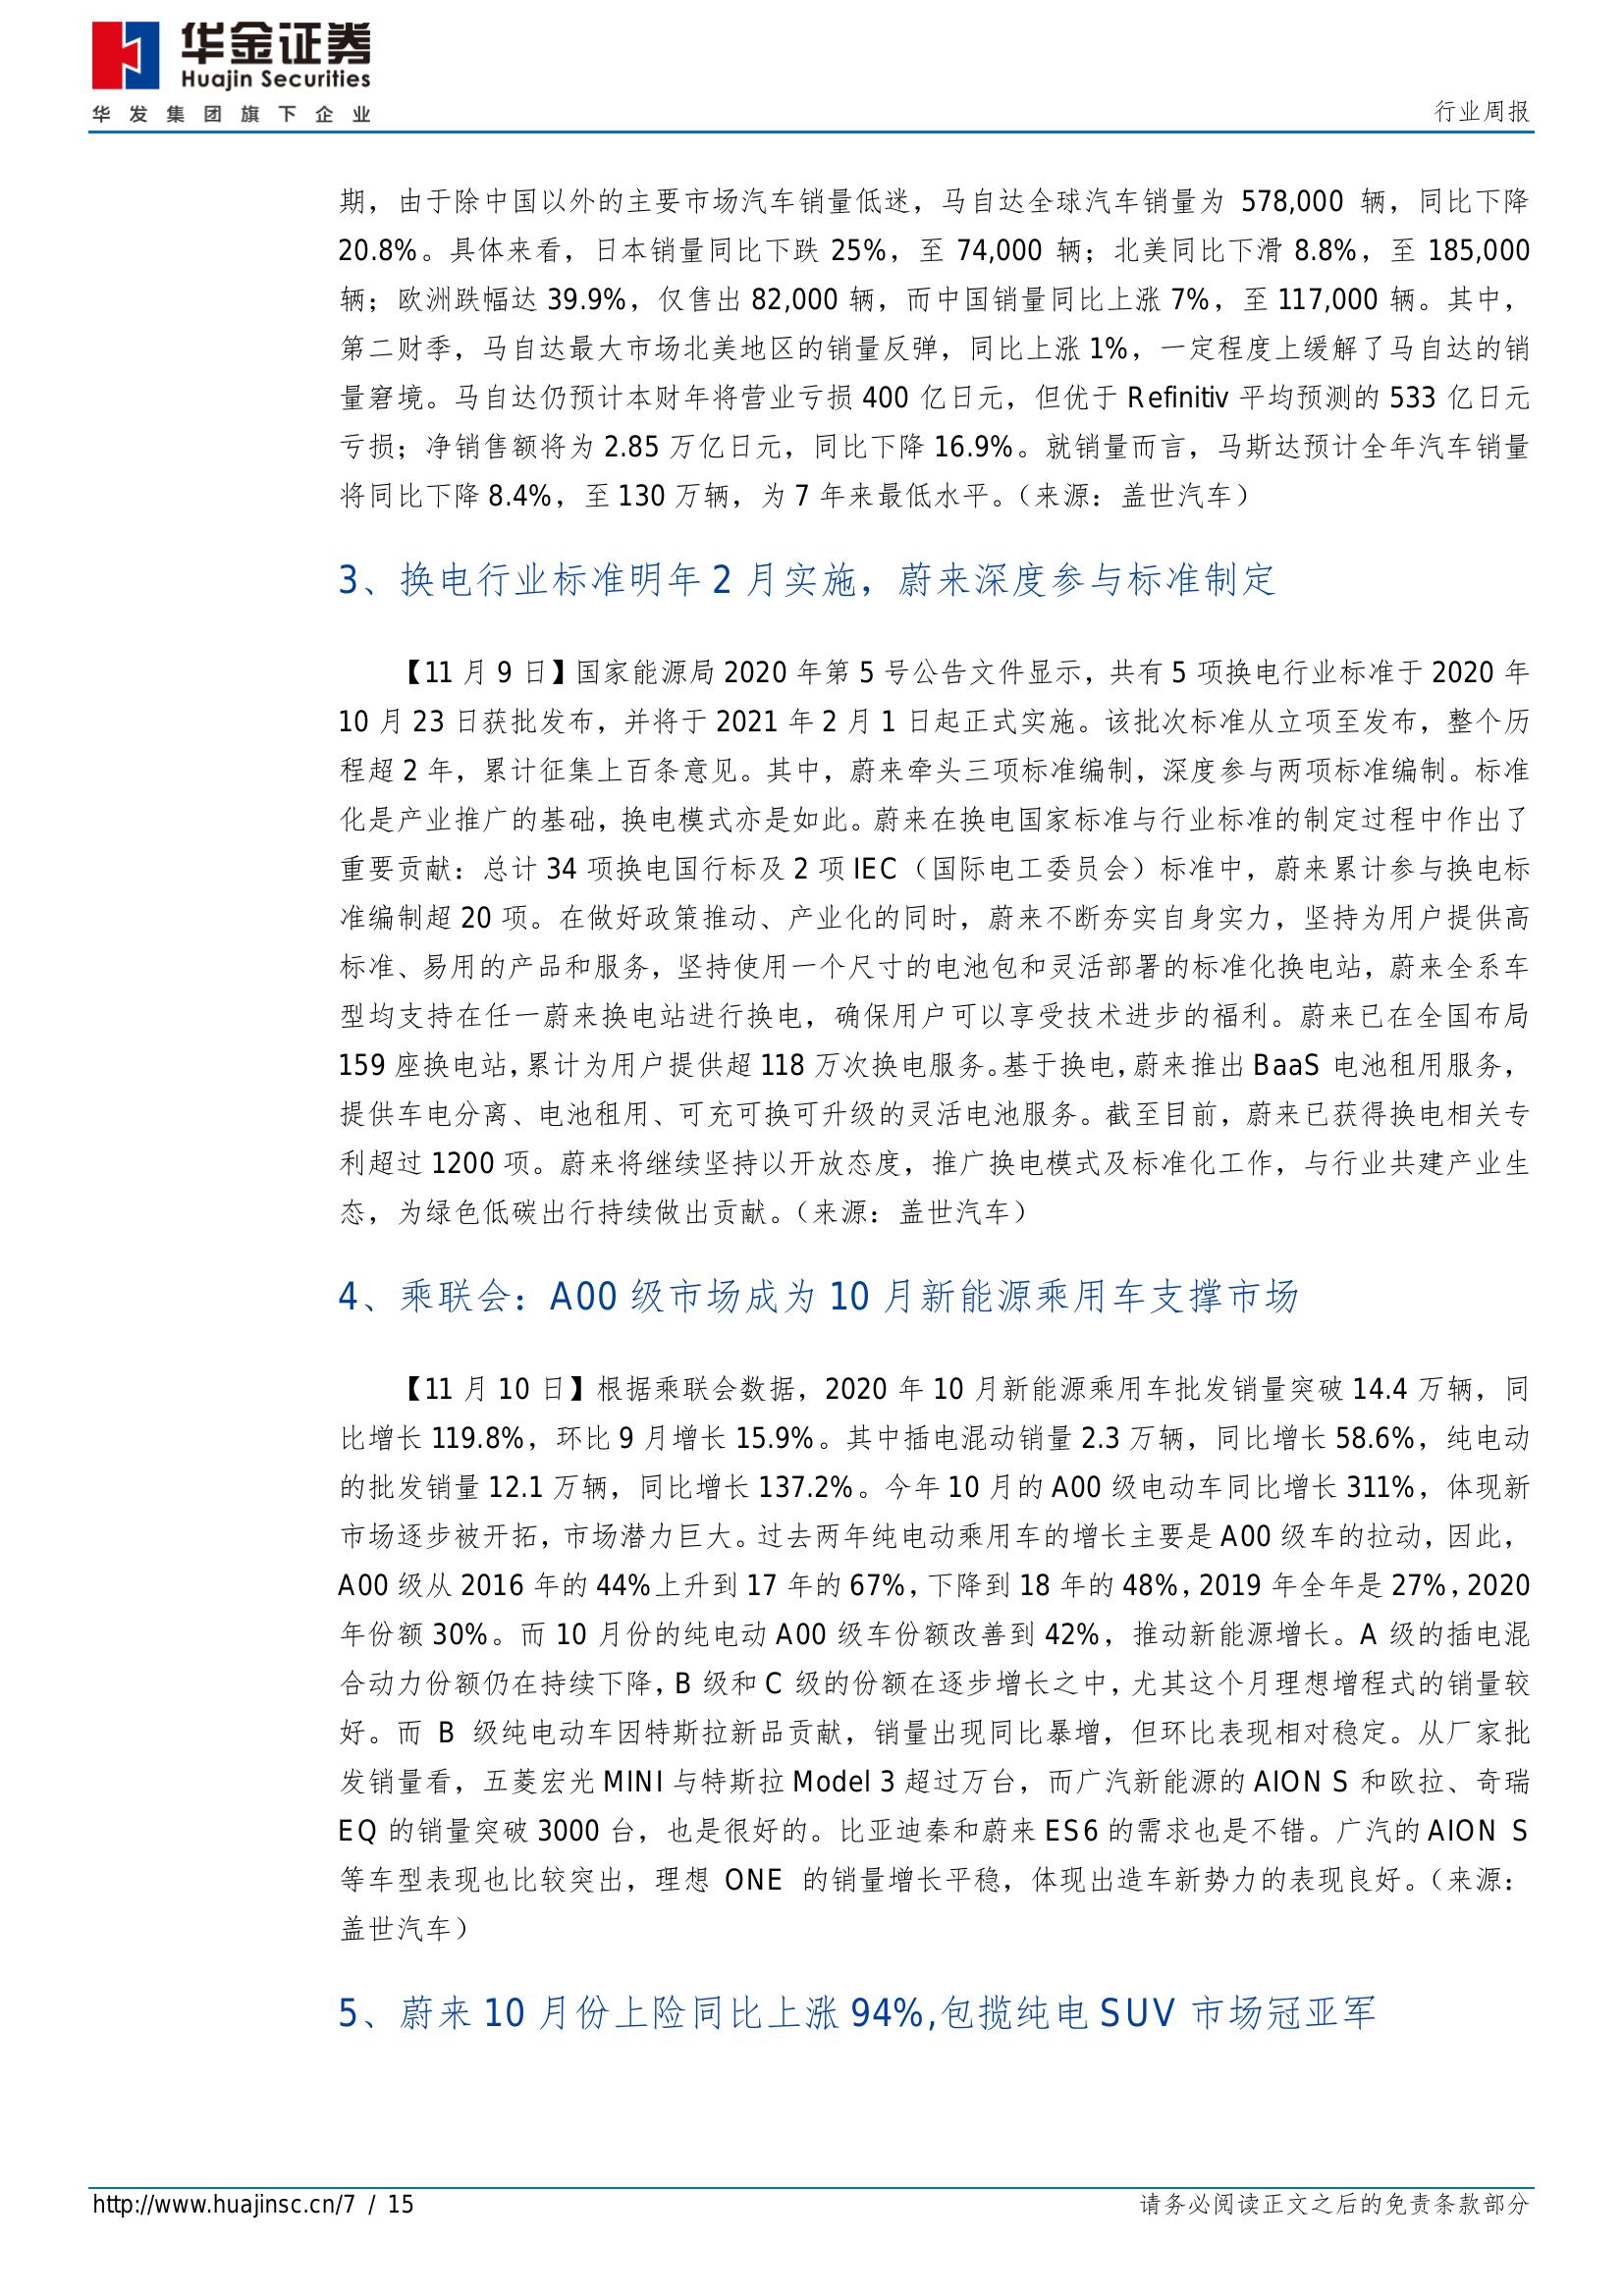 华金证券
Huajin Securities
华发集团旗下企业
行业周报
期，由于除中国以外的主要市场汽车销量低迷，马自达全球汽车销量为 578,000 辆，同比下降
20.8%。具体来看，日本销量同比下跌 25%，至 74,000 辆；北美同比下滑 8.8%，至 185,000
辆；欧洲跌幅达 39.9%，仅售出 82,000 辆，而中国销量同比上涨 7%，至 117,000 辆。其中，
第二财季，马自达最大市场北美地区的销量反弹，同比上涨 1%，一定程度上缓解了马自达的销
量窘境。马自达仍预计本财年将营业亏损 400 亿日元，但优于 Refinitiv 平均预测的 533 亿日元
亏损；净销售额将为 2.85 万亿日元，同比下降 16.9%。就销量而言，马斯达预计全年汽车销量
将同比下降 8.4%，至 130 万辆，为 7 年来最低水平。（来源：盖世汽车）
3、换电行业标准明年 2 月实施，蔚来深度参与标准制定
【11 月 9 日】国家能源局 2020 年第 5 号公告文件显示，共有 5 项换电行业标准于 2020 年
10 月 23 日获批发布，并将于 2021 年 2 月 1 日起正式实施。该批次标准从立项至发布，整个历
程超 2 年，累计征集上百条意见。其中，蔚来牵头三项标准编制，深度参与两项标准编制。标准
化是产业推广的基础，换电模式亦是如此。蔚来在换电国家标准与行业标准的制定过程中作出了
重要贡献：总计 34 项换电国行标及 2 项 IEC（国际电工委员会）标准中，蔚来累计参与换电标
准编制超 20 项。在做好政策推动、产业化的同时，蔚来不断夯实自身实力，坚持为用户提供高
标准、易用的产品和服务，坚持使用一个尺寸的电池包和灵活部署的标准化换电站，蔚来全系车
型均支持在任一蔚来换电站进行换电，确保用户可以享受技术进步的福利。蔚来已在全国布局
159 座换电站，累计为用户提供超 118 万次换电服务。基于换电，蔚来推出 BaaS 电池租用服务，
提供车电分离、电池租用、可充可换可升级的灵活电池服务。截至目前，蔚来已获得换电相关专
利超过 1200 项。蔚来将继续坚持以开放态度，推广换电模式及标准化工作，与行业共建产业生
态，为绿色低碳出行持续做出贡献。（来源：盖世汽车）
4、乘联会：A00 级市场成为 10 月新能源乘用车支撑市场
【11 月 10 日】根据乘联会数据，2020 年 10 月新能源乘用车批发销量突破 14.4 万辆，同
比增长 119.8%，环比 9 月增长 15.9%。其中插电混动销量 2.3 万辆，同比增长 58.6%，纯电动
的批发销量 12.1 万辆，同比增长 137.2%。今年 10 月的 A00 级电动车同比增长 311%，体现新
市场逐步被开拓，市场潜力巨大。过去两年纯电动乘用车的增长主要是 A00 级车的拉动，因此，
A00 级从 2016 年的 44%上升到 17 年的 67%，下降到 18 年的 48%，2019 年全年是 27%，2020
年份额 30%。而 10 月份的纯电动 A00 级车份额改善到 42%，推动新能源增长。A 级的插电混
合动力份额仍在持续下降，B 级和 C 级的份额在逐步增长之中，尤其这个月理想增程式的销量较
好。而 B 级纯电动车因特斯拉新品贡献，销量出现同比暴增，但环比表现相对稳定。从厂家批
发销量看，五菱宏光 MINI 与特斯拉 Model 3 超过万台，而广汽新能源的 AION S 和欧拉、奇瑞
EQ 的销量突破 3000 台，也是很好的。比亚迪秦和蔚来 ES6 的需求也是不错。广汽的 AION S
等车型表现也比较突出，理想 ONE 的销量增长平稳，体现出造车新势力的表现良好。（来源：
盖世汽车）
5、蔚来 10 月份上险同比上涨 94%,包揽纯电 SUV 市场冠亚军
http://www.huajinsc.cn/7 / 15
请务必阅读正文之后的免责条款部分